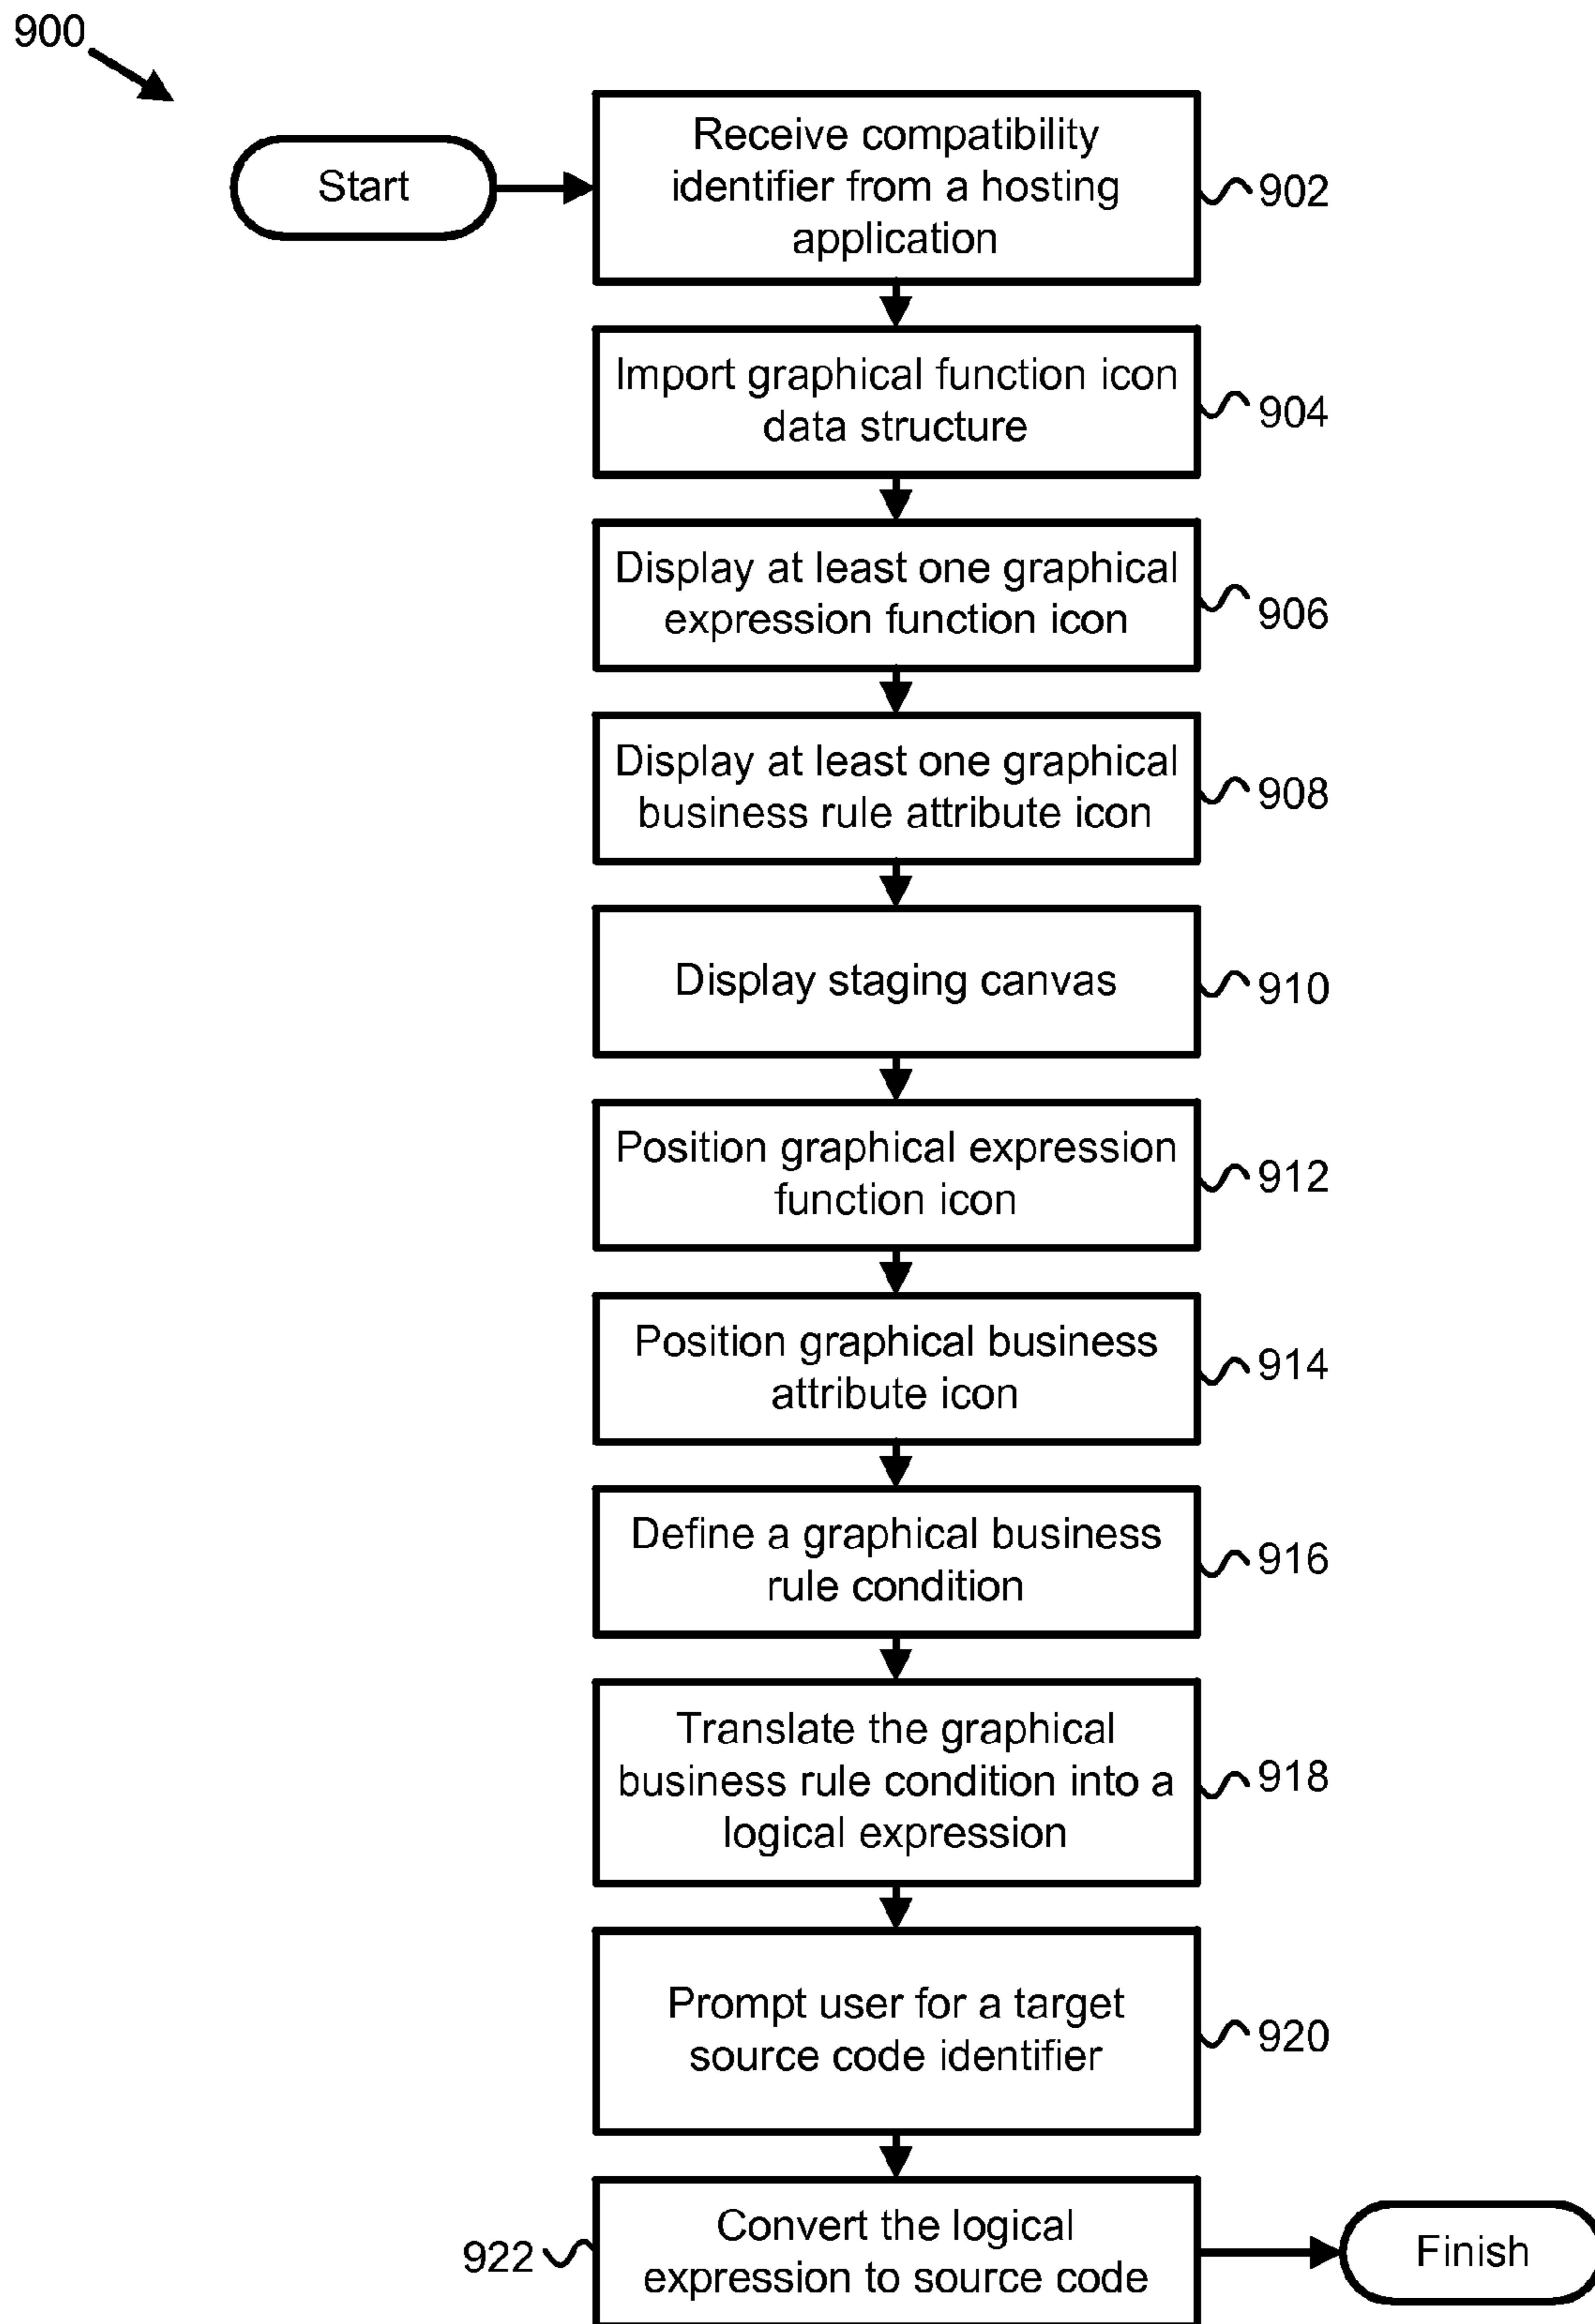 900
Start
Receive compatibility
identifier from a hosting
application
902
Import graphical function icon
data structure
904
Display at least one graphical
expression function icon
906
Display at least one graphical
business rule attribute icon
908
Display staging canvas
910
Position graphical expression
function icon
912
Position graphical business
attribute icon
914
Define a graphical business
rule condition
916
Translate the graphical
business rule condition into a
logical expression
918
Prompt user for a target
source code identifier
920
Convert the logical
expression to source code
922
Finish